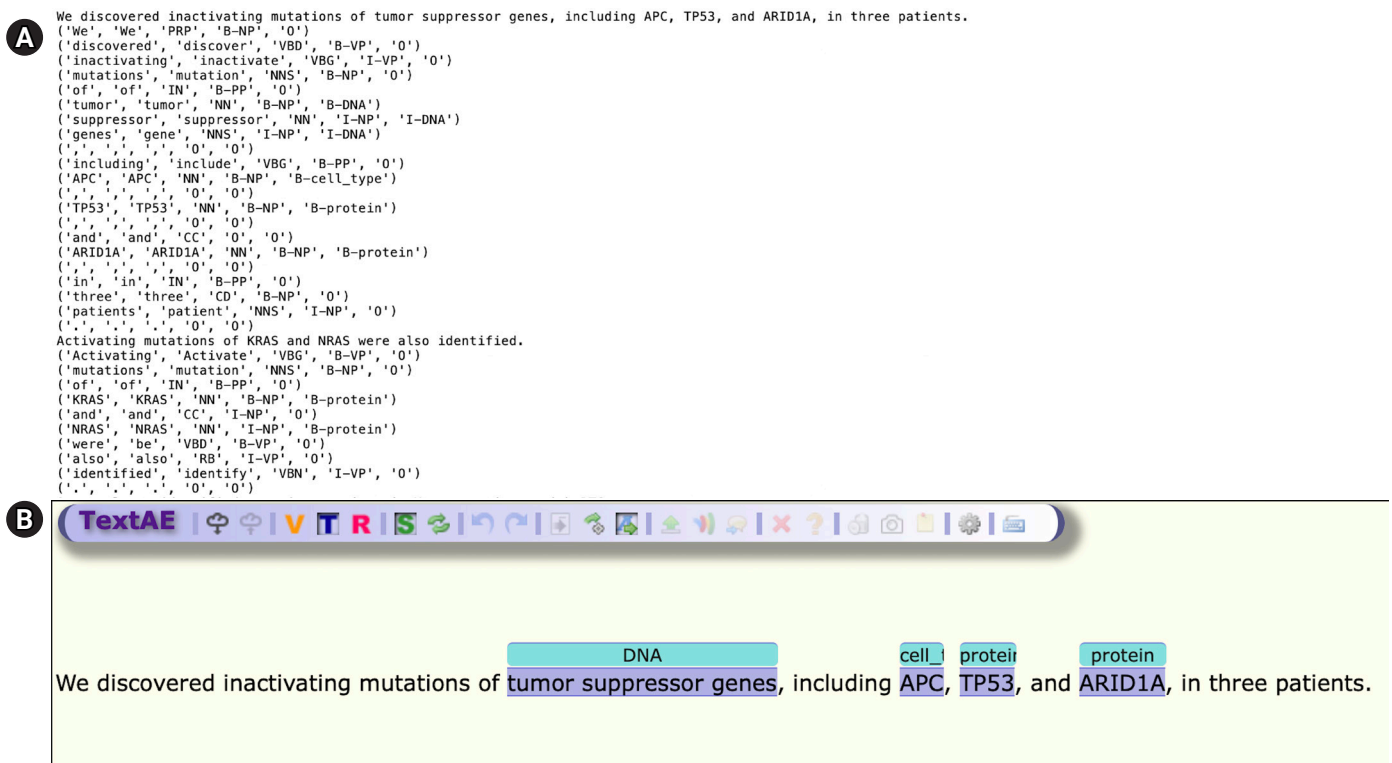 A
We discovered inactivating mutations of tumor suppressor genes, including APC, TP53, and ARID1A, in three patients.
('We', 'We', 'PRP', 'B-NP', 'O')
('discovered', 'discover', 'VBD', 'B-VP', 'O')
('inactivating', 'inactivate', 'VBG', 'I-VP', 'O')
('mutations', 'mutation', 'NNS', 'B-NP', 'O')
('of', 'of', 'IN', 'B-PP', 'O')
('tumor', 'tumor', 'NN', 'B-NP', 'B-DNA')
('suppressor', 'suppressor', 'NN', 'I-NP', 'I-DNA')
('genes', 'gene', 'NNS', 'I-NP', 'I-DNA')
(',', ',', ',', 'O', 'O')
('including', 'include', 'VBG', 'B-PP', 'O')
('APC', 'APC', 'NN', 'B-NP', 'B-cell_type')
(',', ',', ',', 'O', 'O')
('TP53', 'TP53', 'NN', 'B-NP', 'B-protein')
(',', ',', ',', 'O', 'O')
('and', 'and', 'CC', 'O', 'O')
('ARID1A', 'ARID1A', 'NN', 'B-NP', 'B-protein')
(',', ',', ',', 'O', 'O')
('in', 'in', 'IN', 'B-PP', 'O')
('three', 'three', 'CD', 'B-NP', 'O')
('patients', 'patient', 'NNS', 'I-NP', 'O')
('.', '.', '.', 'O', 'O')
Activating mutations of KRAS and NRAS were also identified.
('Activating', 'Activate', 'VBG', 'B-VP', 'O')
('mutations', 'mutation', 'NNS', 'B-NP', 'O')
('of', 'of', 'IN', 'B-PP', 'O')
('KRAS', 'KRAS', 'NN', 'B-NP', 'B-protein')
('and', 'and', 'CC', 'I-NP', 'O')
('NRAS', 'NRAS', 'NN', 'I-NP', 'B-protein')
('were', 'be', 'VBD', 'B-VP', 'O')
('also', 'also', 'RB', 'I-VP', 'O')
('identified', 'identify', 'VBN', 'I-VP', 'O')
('.', '.', '.', 'O', 'O')
B
TextAE V T R S ?
DNA cell_ protein protein
We discovered inactivating mutations of tumor suppressor genes, including APC, TP53, and ARID1A, in three patients.